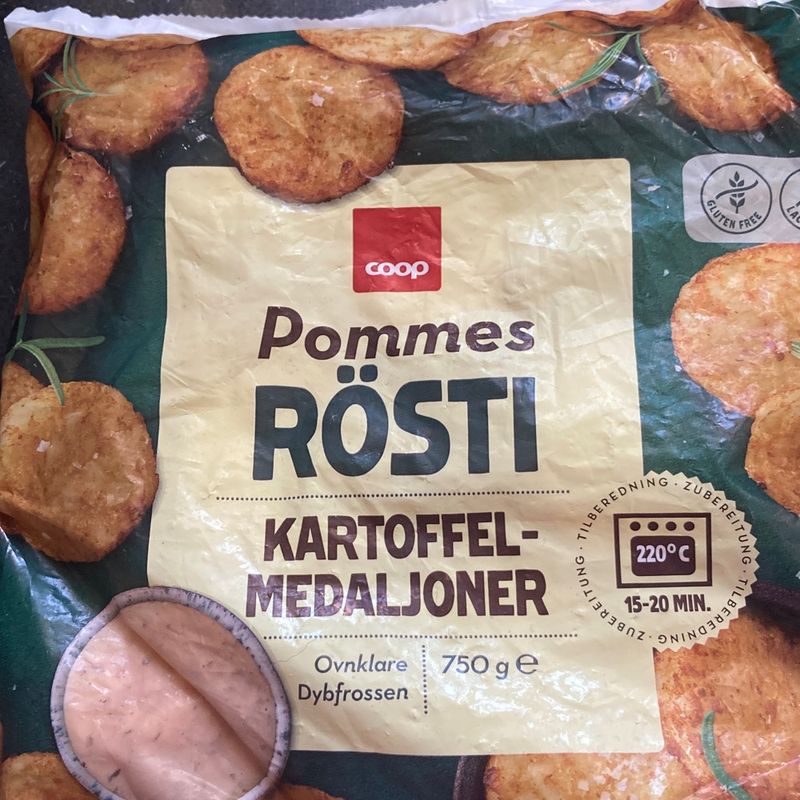 GLUTEN FREE
coop
Pommes
RÖSTI
KARTOFFEL-
MEDALJONER
Ovnklare
Dybfrossen
750 g e
TILBEREDNING · ZUBEREITUNG · TILBEREDNING · ZUBEREITUNG ·
220°C
15-20 MIN.